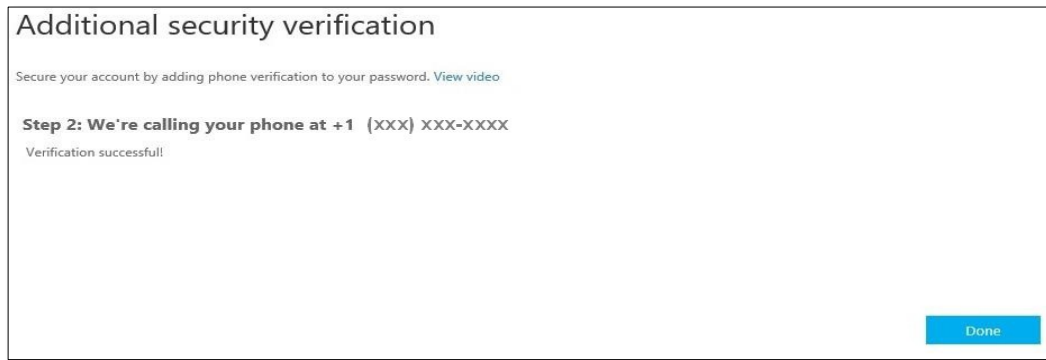 Additional security verification
Secure your account by adding phone verification to your password. View video
Step 2: We're calling your phone at +1 (XXX) XXX-XXXX
Verification successful!
Done